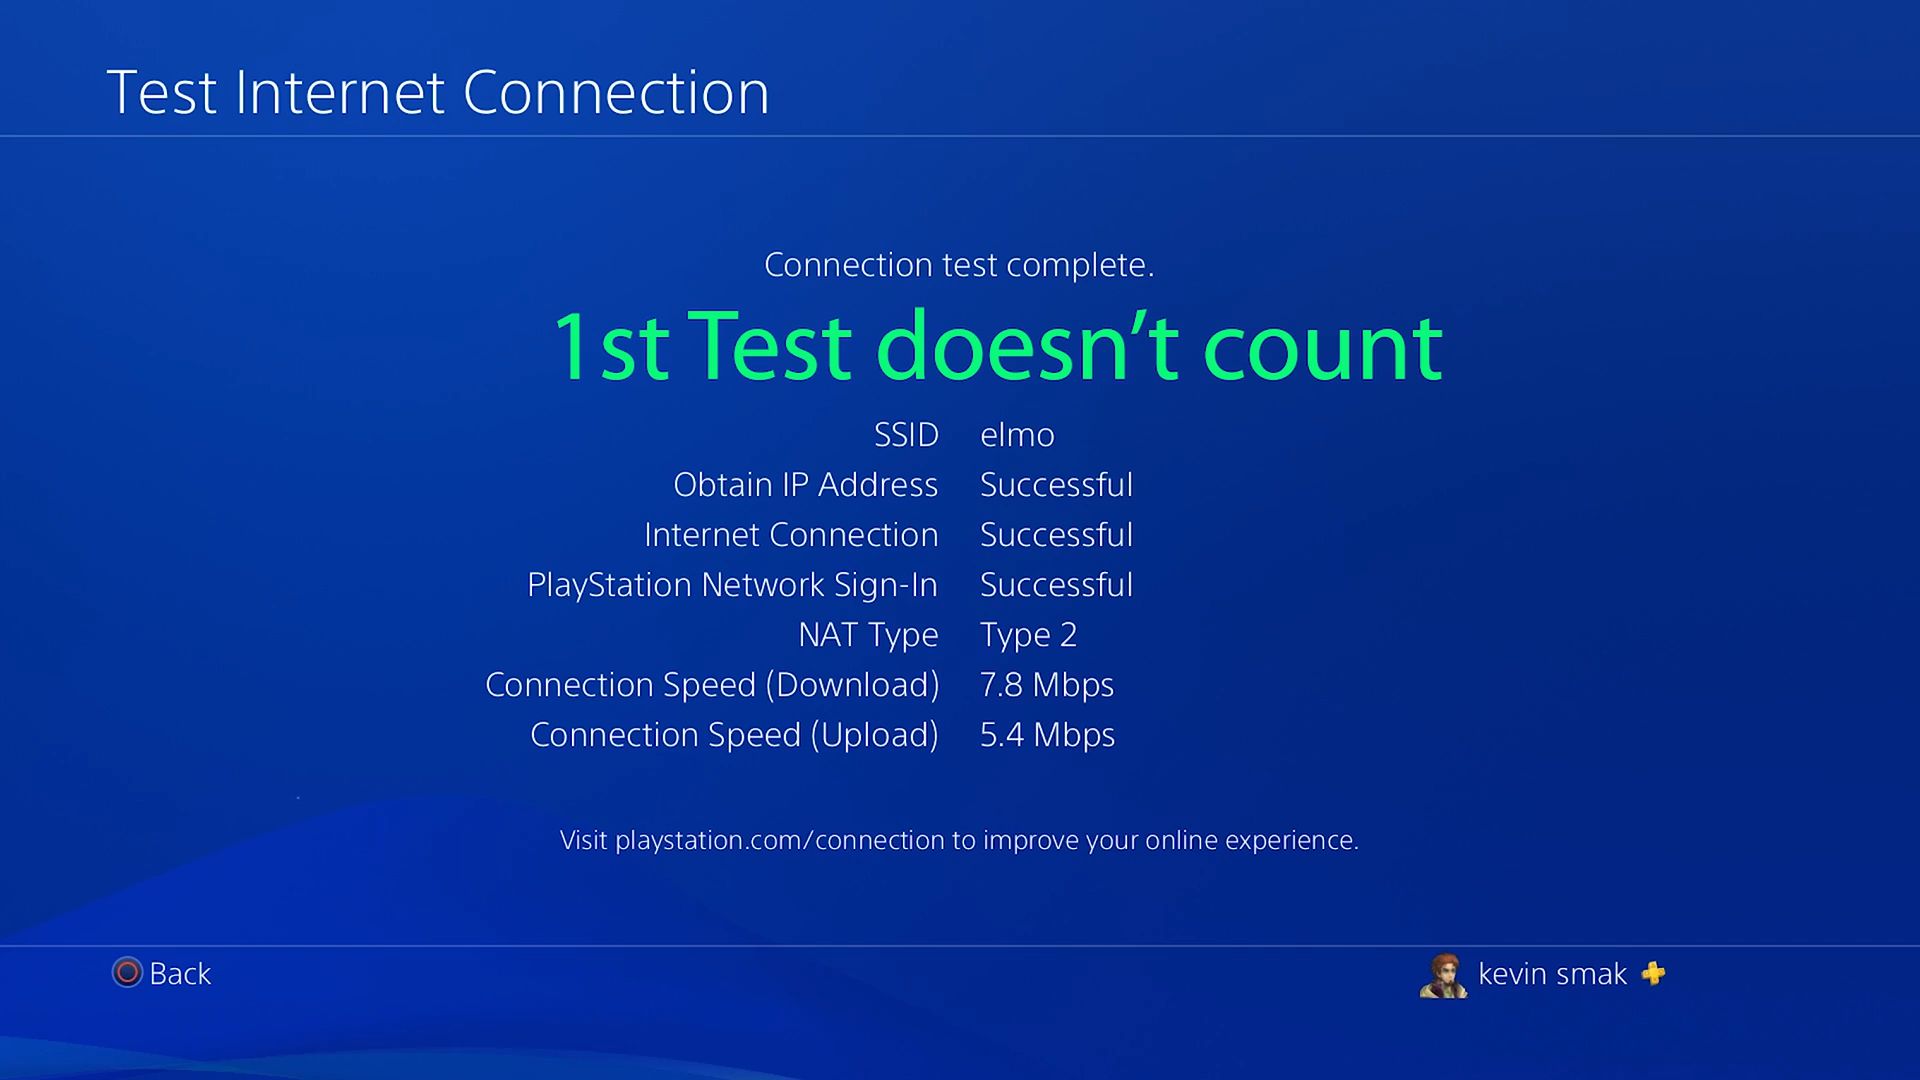 Test Internet Connection
Connection test complete.
1st Test doesn’t count
SSID elmo
Obtain IP Address Successful
Internet Connection Successful
PlayStation Network Sign-In Successful
NAT Type Type 2
Connection Speed (Download) 7.8 Mbps
Connection Speed (Upload) 5.4 Mbps
Visit playstation.com/connection to improve your online experience.
Back kevin smak